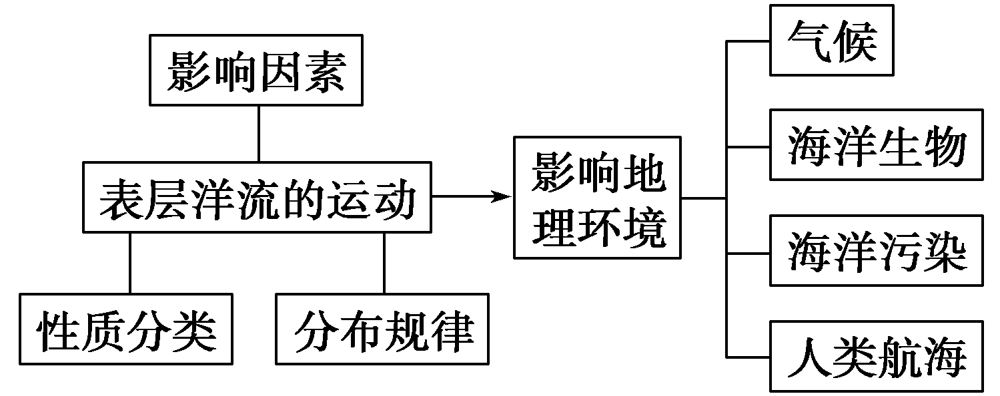 影响因素
表层洋流的运动
性质分类
分布规律
影响地
理环境
气候
海洋生物
海洋污染
人类航海